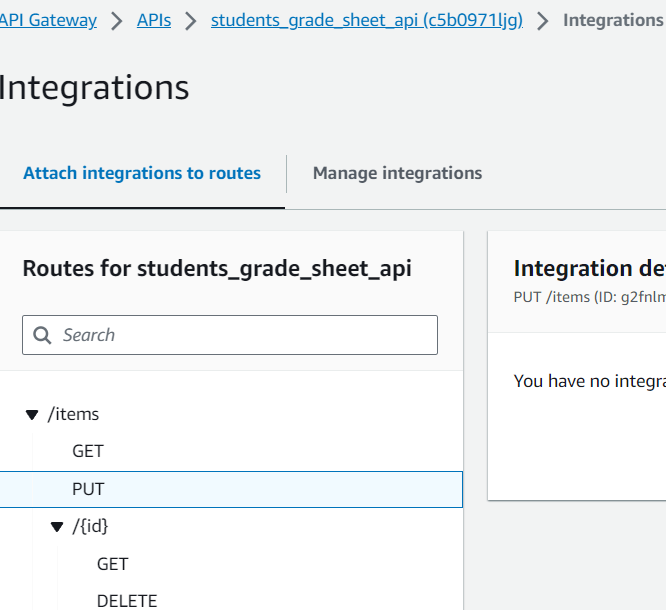 API Gateway > APIs > students_grade_sheet_api (c5b0971ljg) > Integrations
Integrations
Attach integrations to routes Manage integrations
Routes for students_grade_sheet_api
Search
/items
GET
PUT
/{id}
GET
DELETE
Integration de
PUT /items (ID: g2fnlm
You have no integra